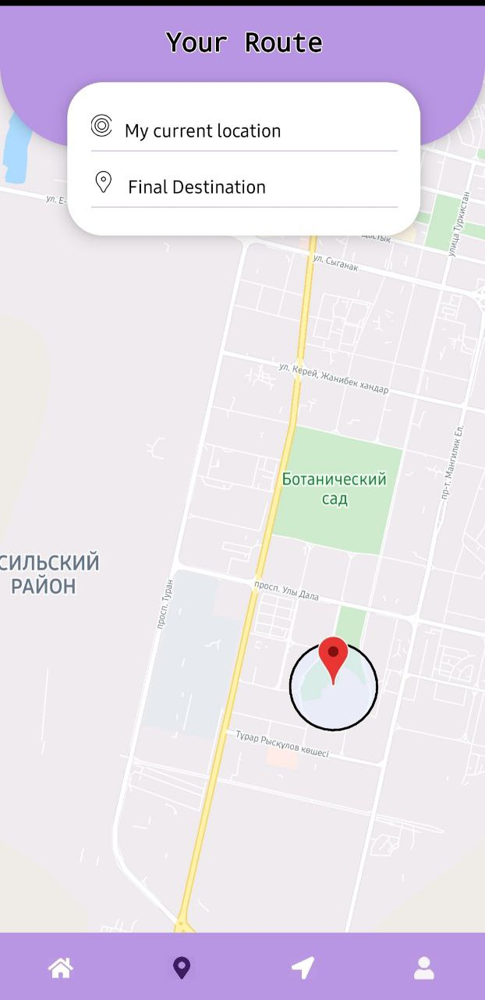 Your Route
My current location
Final Destination
ул. Е-
улица Туркистан
ул. Сыганак
ул. Керей, Жанибек хандар
пр-т. Мангилик Ел.
Ботанический
сад
СИЛЬСКИЙ
РАЙОН
просп. Туран
просп. Улы Дала
Тұрар Рысқұлов көшесі